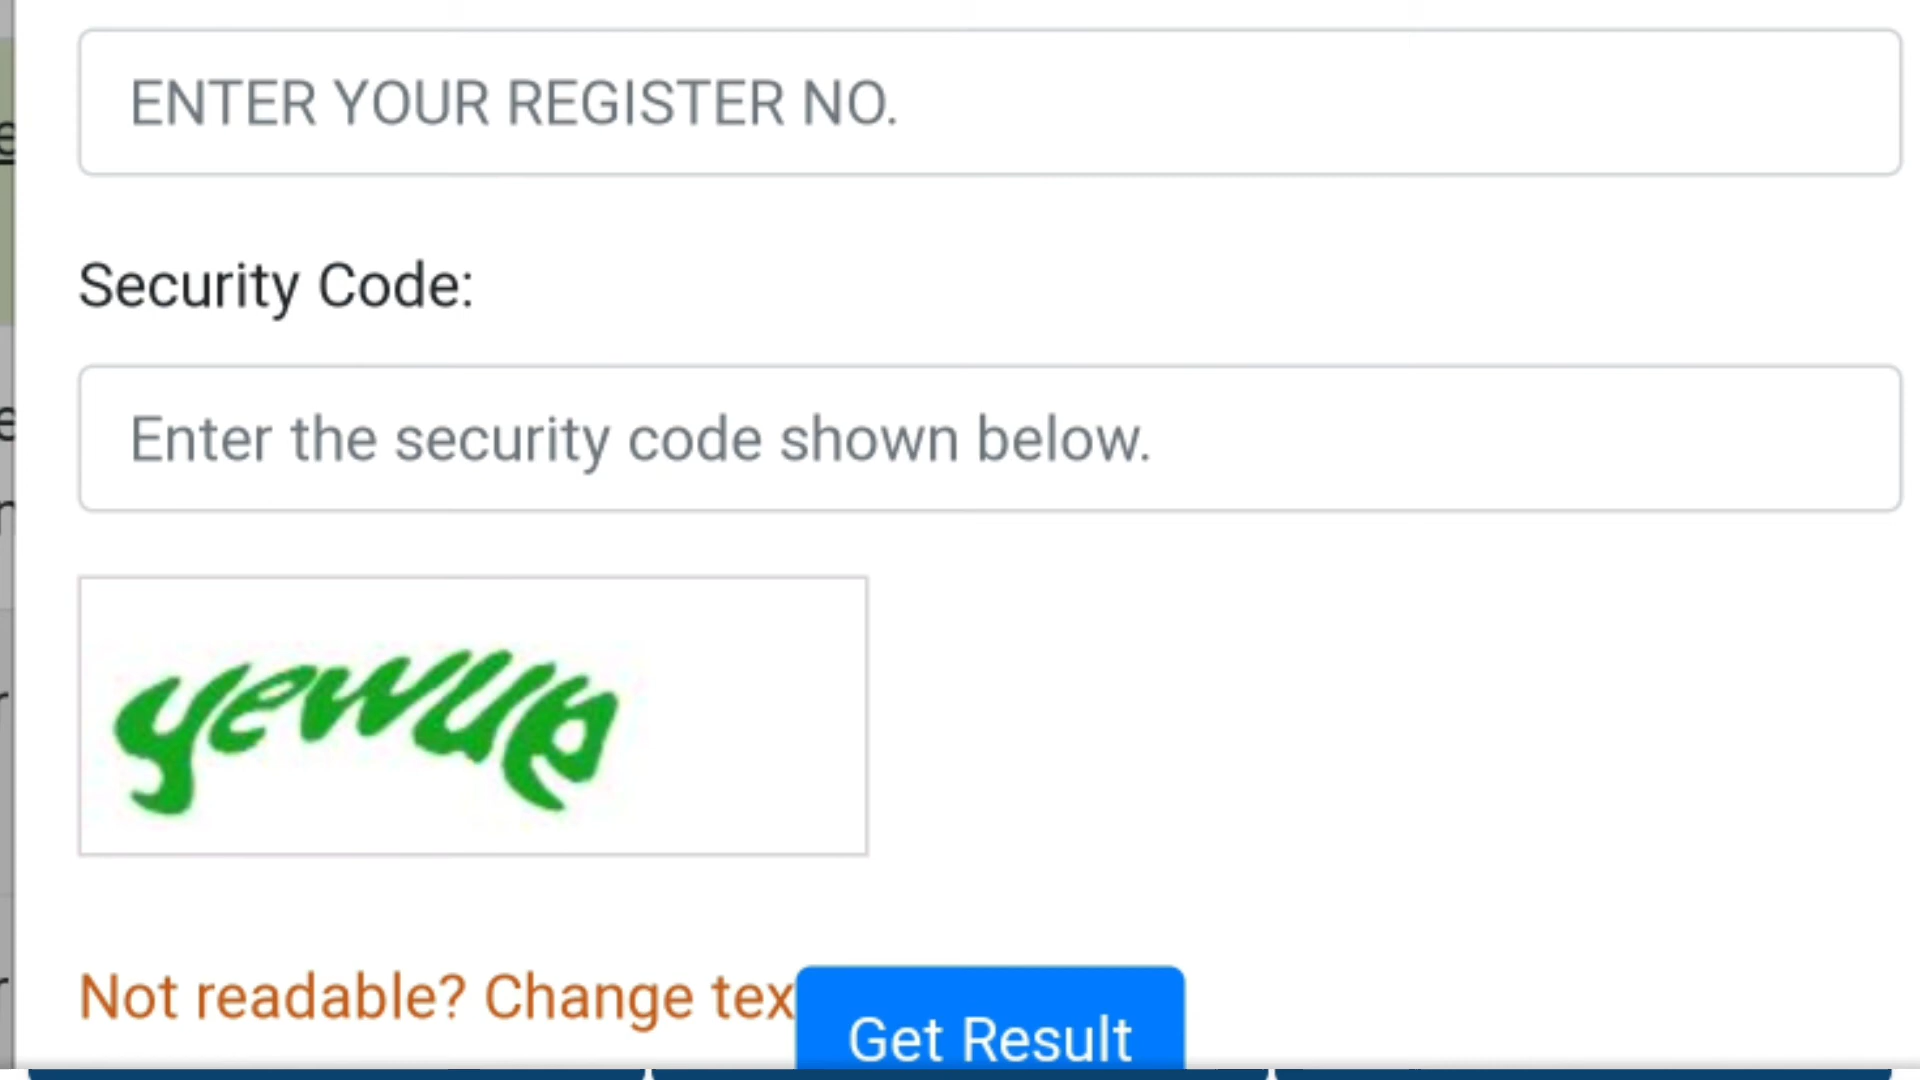 ENTER YOUR REGISTER NO.
Security Code:
Enter the security code shown below.
Not readable? Change tex
Get Result